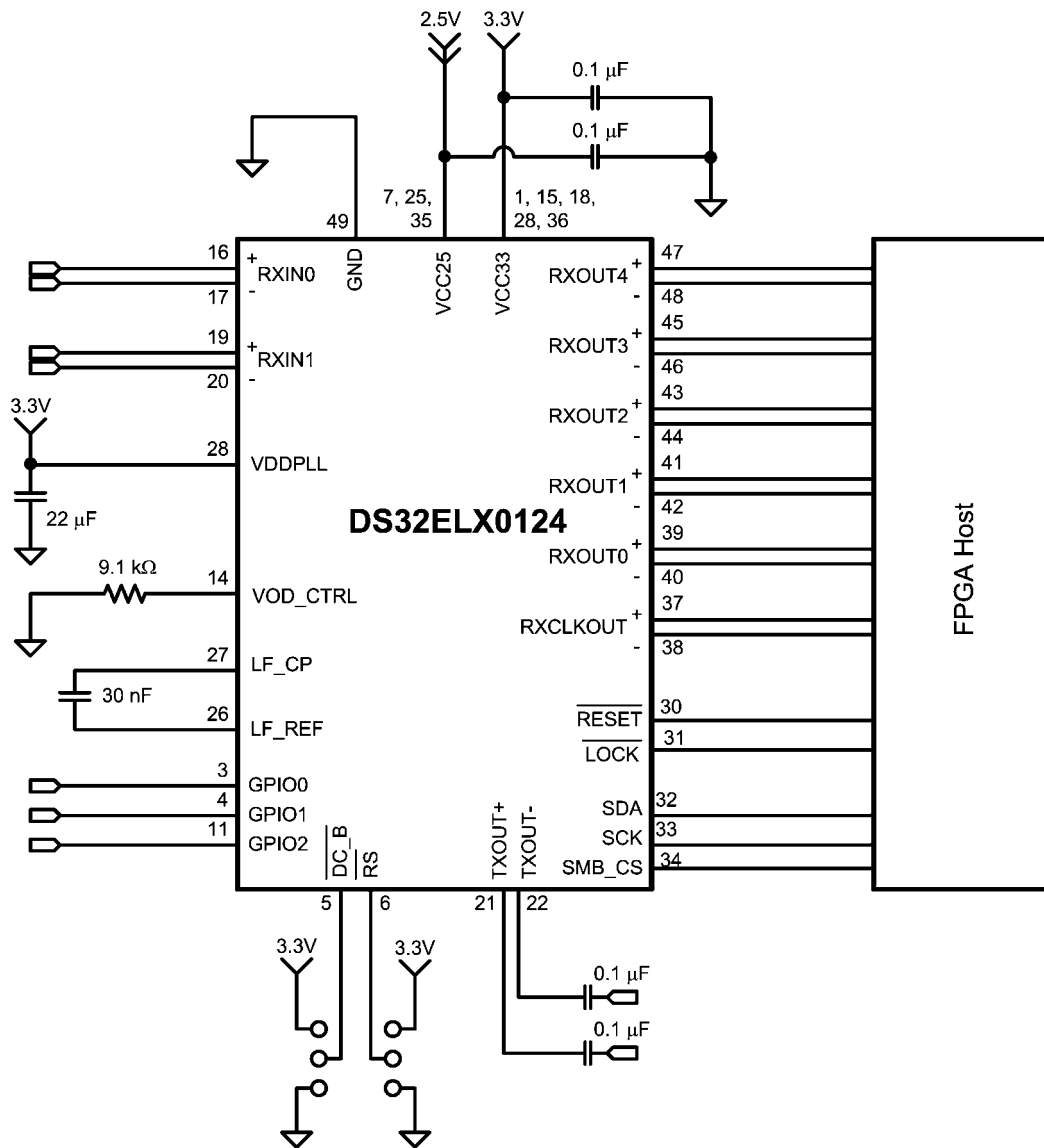 2.5V
3.3V
0.1 μF
0.1 μF
7, 25,
35
1, 15, 18,
28, 36
49
GND
VCC25
VCC33
16
+
RXIN0
17
-
19
+
RXIN1
20
-
3.3V
28
VDDPLL
22 μF
9.1 kΩ
14
VOD_CTRL
27
LF_CP
30 nF
26
LF_REF
3
GPIO0
4
GPIO1
11
GPIO2
DS32ELX0124
RXOUT4
+
47
-
48
RXOUT3
+
45
-
46
RXOUT2
+
43
-
44
RXOUT1
+
41
-
42
RXOUT0
+
39
-
40
RXCLKOUT
+
37
-
38
RESET
30
LOCK
31
SDA
32
SCK
33
SMB_CS
34
FPGA Host
DC_B
RS
TXOUT+
TXOUT-
5
6
21
22
3.3V
3.3V
0.1 μF
0.1 μF